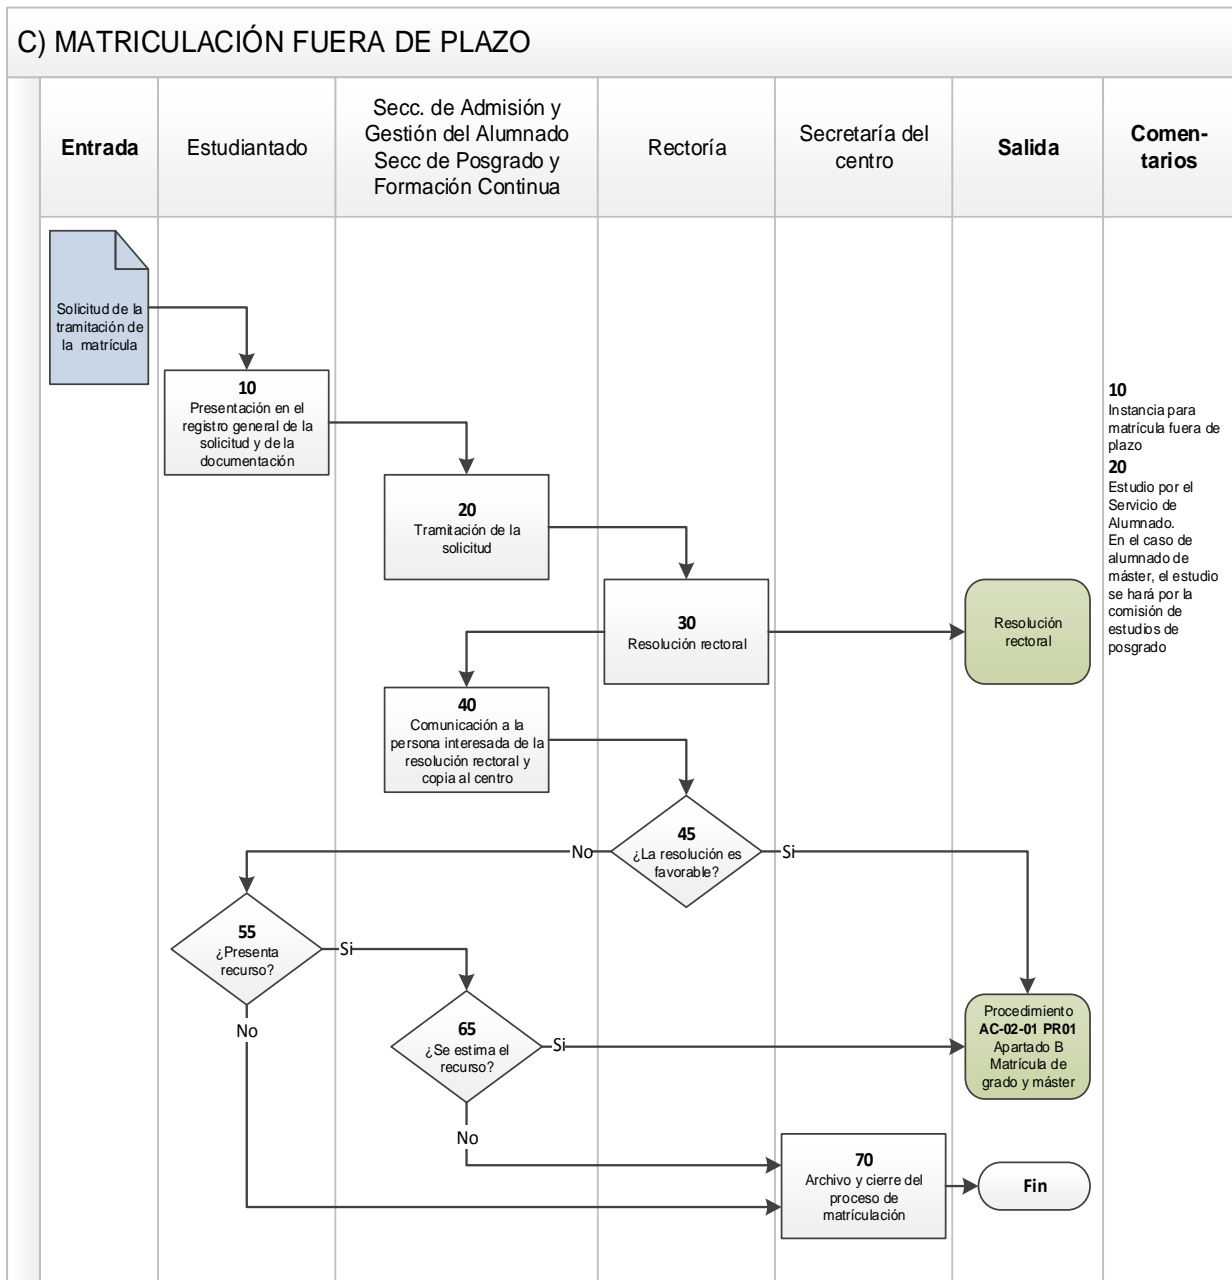 C) MATRICULACIÓN FUERA DE PLAZO
Entrada
Estudiantado
Secc. de Admisión y
Gestión del Alumnado
Secc de Posgrado y
Formación Continua
Rectoría
Secretaría del
centro
Salida
Comen-
tarios
Solicitud de la
tramitación de
la matrícula
10
Presentación en el
registro general de la
solicitud y de la
documentación
20
Tramitación de la
solicitud
30
Resolución rectoral
Resolución
rectoral
10
Instancia para
matrícula fuera de
plazo
20
Estudio por el
Servicio de
Alumnado.
En el caso de
alumnado de
máster, el estudio
se hará por la
comisión de
estudios de
posgrado
40
Comunicación a la
persona interesada de la
resolución rectoral y
copia al centro
45
¿La resolución es
favorable?
No
Si
55
¿Presenta
recurso?
Si
No
65
¿Se estima el
recurso?
Si
No
Procedimiento
AC-02-01 PR01
Apartado B
Matrícula de
grado y máster
70
Archivo y cierre del
proceso de
matrículación
Fin